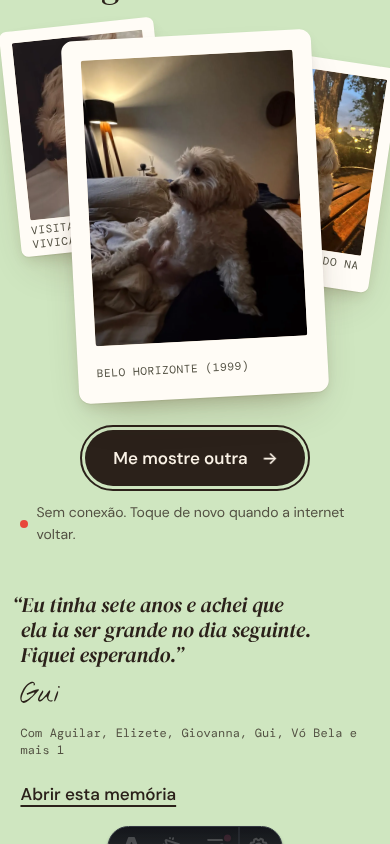 VISITA
VIVICA
DO NA
BELO HORIZONTE (1999)
Me mostre outra →
Sem conexão. Toque de novo quando a internet
voltar.
“Eu tinha sete anos e achei que
ela ia ser grande no dia seguinte.
Fiquei esperando.”
Gui
Com Aguilar, Elizete, Giovanna, Gui, Vó Bela e
mais 1
Abrir esta memória